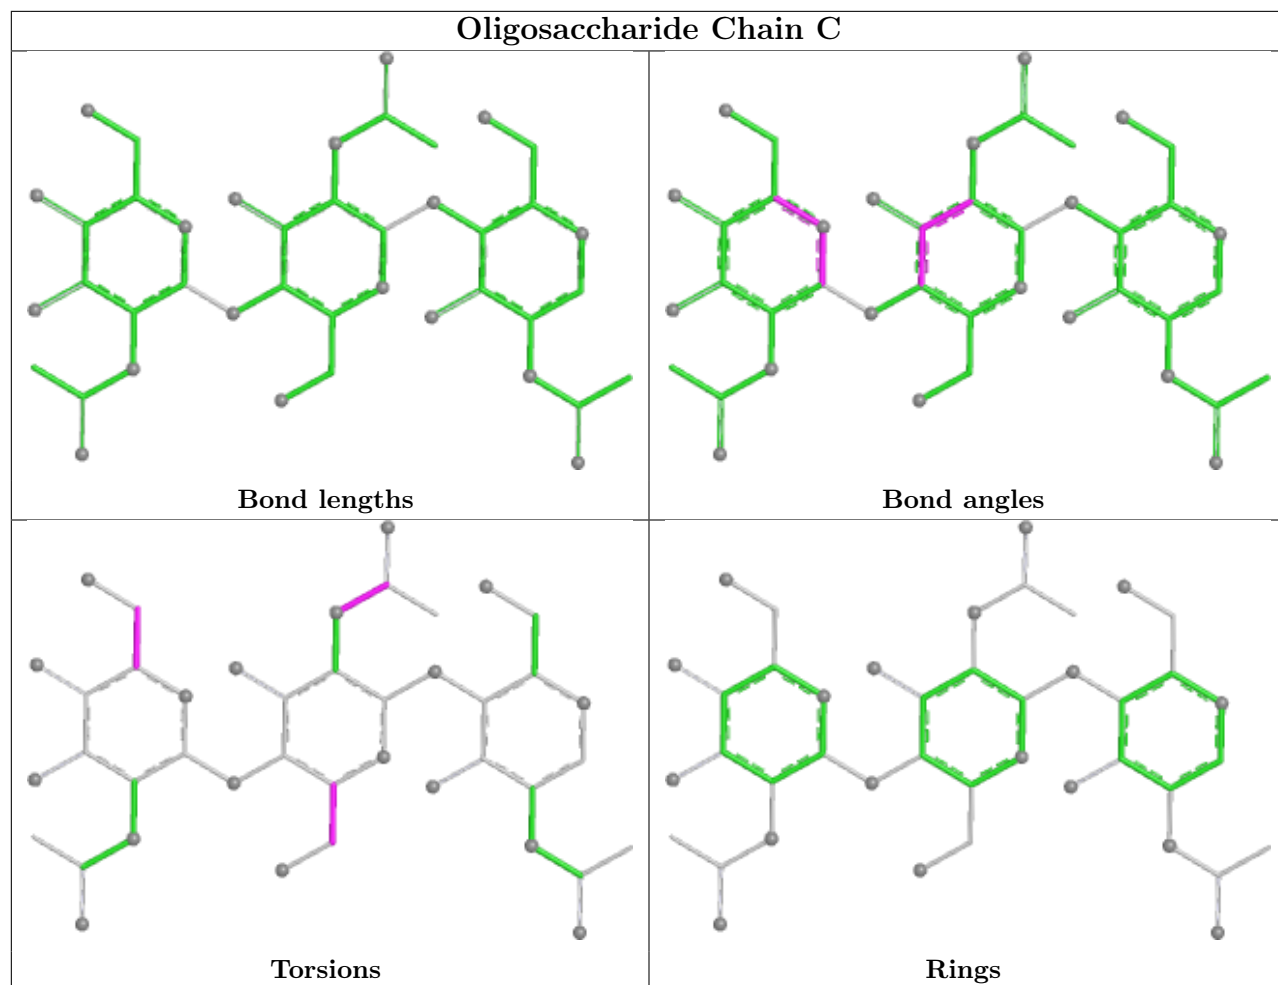 Oligosaccharide Chain C
Bond lengths
Bond angles
Torsions
Rings